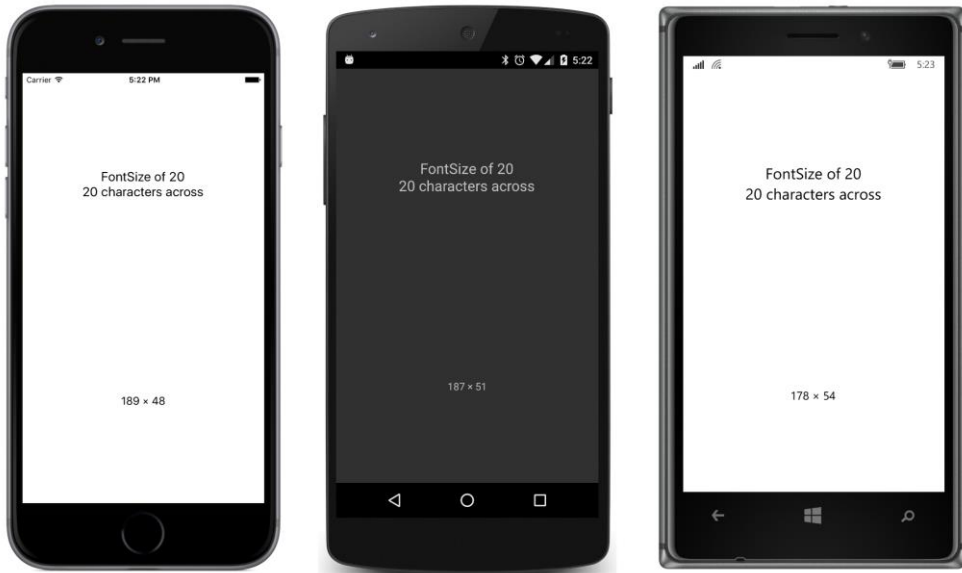 Carrier 5:22 PM
FontSize of 20
20 characters across
189 × 48
5:22
FontSize of 20
20 characters across
187 × 51
5:23
FontSize of 20
20 characters across
178 × 54